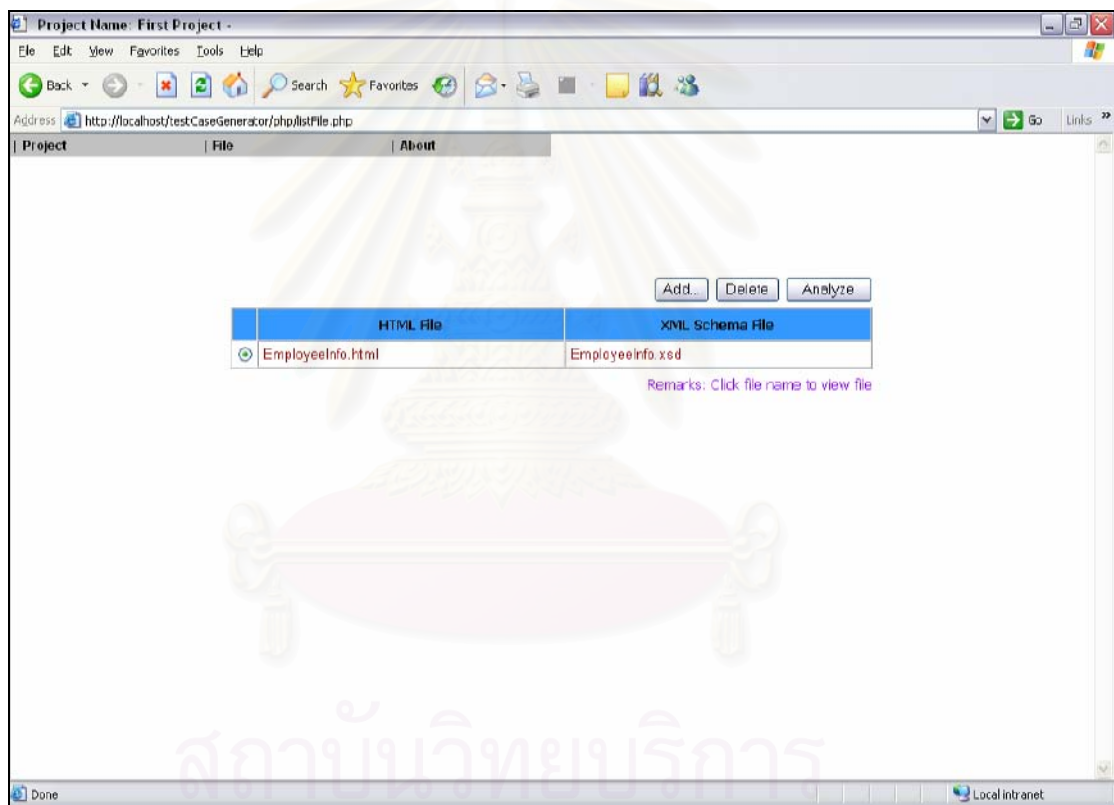 Project Name: First Project -
File Edit View Favorites Tools Help
Back Search Favorites
Address http://localhost/testCaseGenerator/php/listFile.php Go Links »
| Project | File | About
Add... Delete Analyze
HTML File XML Schema File
EmployeeInfo.html EmployeeInfo.xsd
Remarks: Click file name to view file
สถาบันวิทยบริการ
Done Local intranet